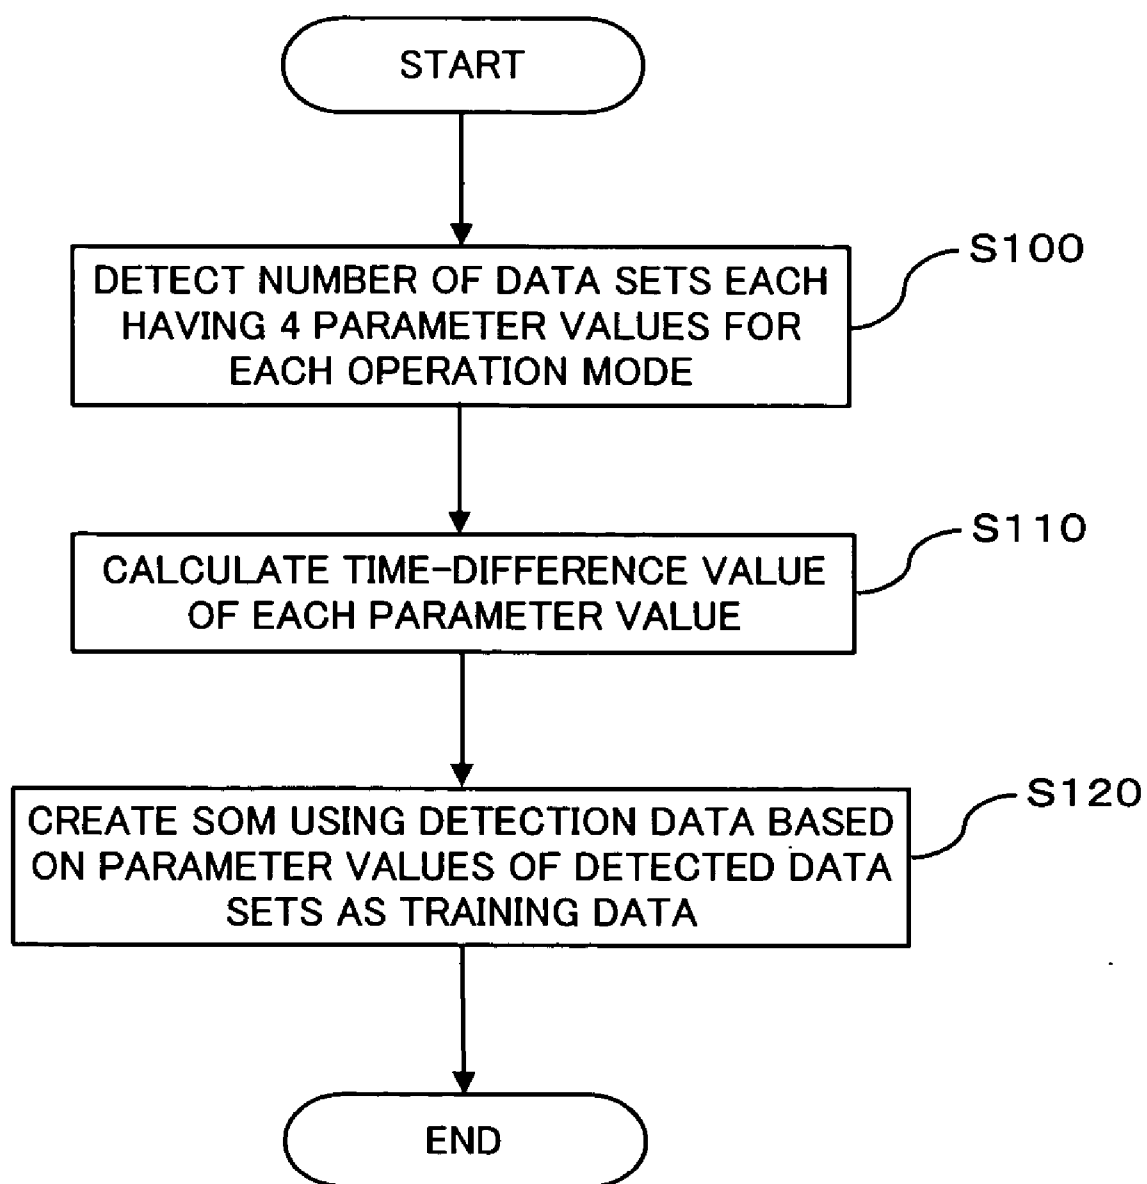 START
S100
DETECT NUMBER OF DATA SETS EACH
HAVING 4 PARAMETER VALUES FOR
EACH OPERATION MODE
S110
CALCULATE TIME-DIFFERENCE VALUE
OF EACH PARAMETER VALUE
S120
CREATE SOM USING DETECTION DATA BASED
ON PARAMETER VALUES OF DETECTED DATA
SETS AS TRAINING DATA
END